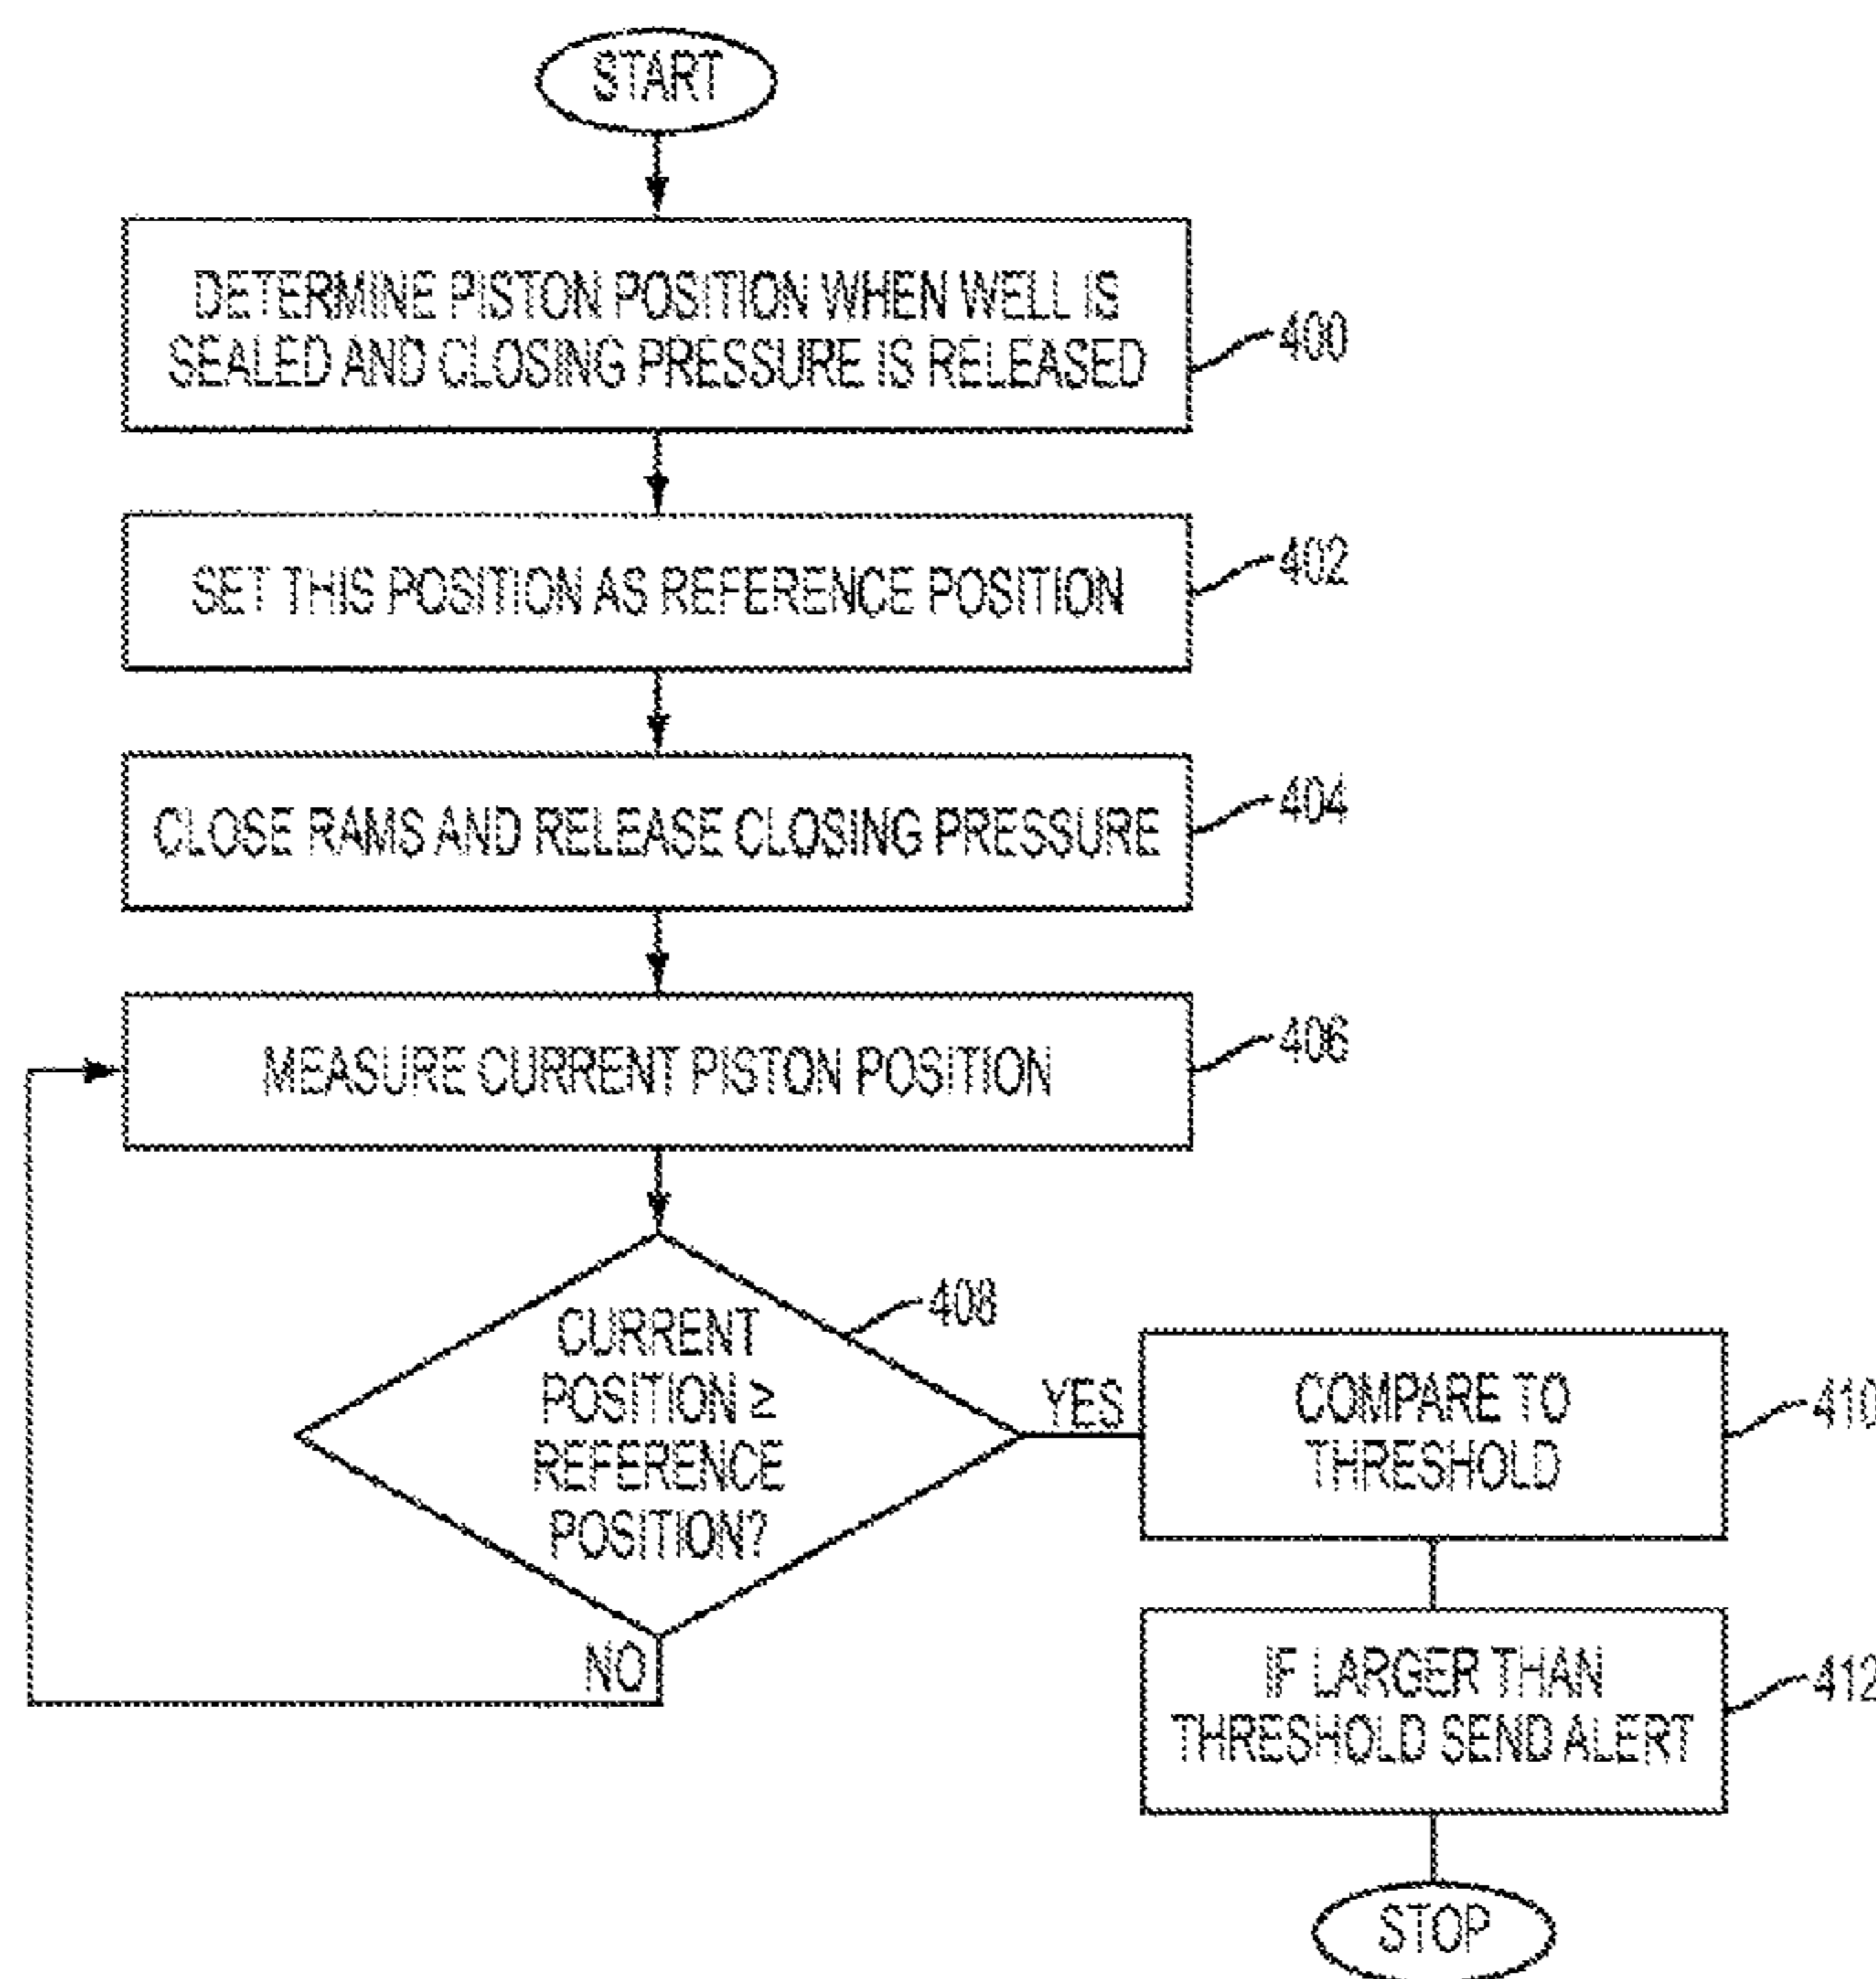 START
DETERMINE PISTON POSITION WHEN WELL IS
SEALED AND CLOSING PRESSURE IS RELEASED
400
SET THIS POSITION AS REFERENCE POSITION
402
CLOSE RAMS AND RELEASE CLOSING PRESSURE
404
MEASURE CURRENT PISTON POSITION
406
CURRENT
POSITION ≥
REFERENCE
POSITION?
408
YES
NO
COMPARE TO
THRESHOLD
410
IF LARGER THAN
THRESHOLD SEND ALERT
412
STOP